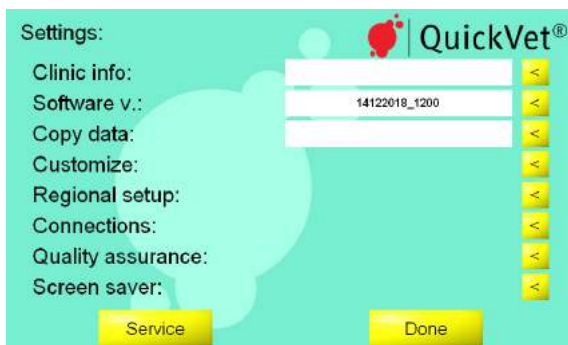 Settings:
QuickVet®
Clinic info:
<
Software v.:
14122018_1200
<
Copy data:
<
Customize:
<
Regional setup:
<
Connections:
<
Quality assurance:
<
Screen saver:
<
Service
Done